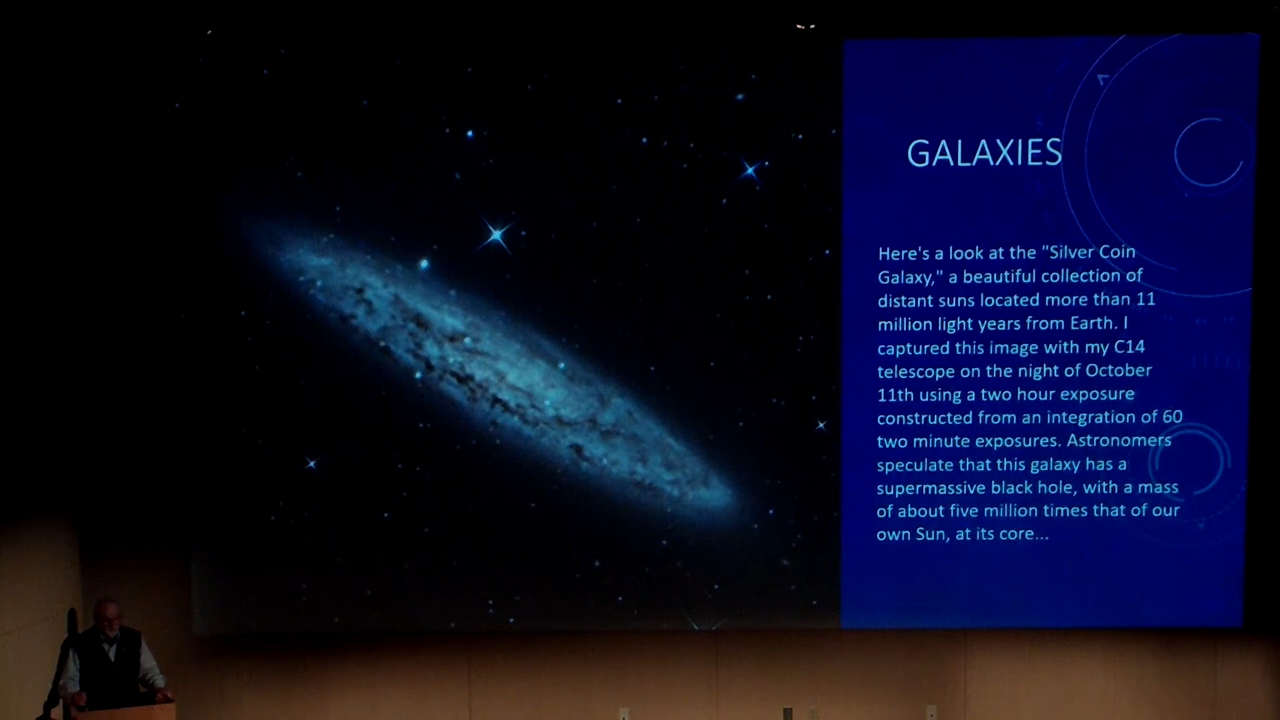 GALAXIES
Here's a look at the "Silver Coin
Galaxy," a beautiful collection of
distant suns located more than 11
million light years from Earth. I
captured this image with my C14
telescope on the night of October
11th using a two hour exposure
constructed from an integration of 60
two minute exposures. Astronomers
speculate that this galaxy has a
supermassive black hole, with a mass
of about five million times that of our
own Sun, at its core...